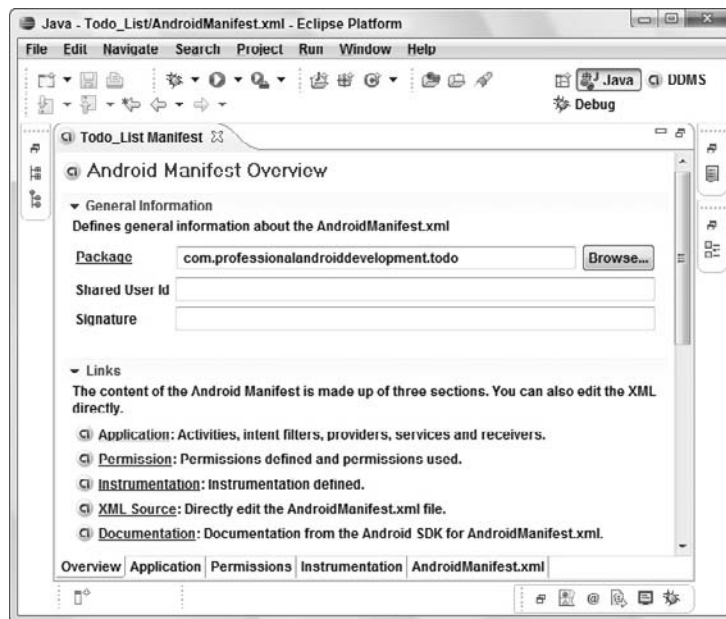 Java - Todo_List/AndroidManifest.xml - Eclipse Platform
File Edit Navigate Search Project Run Window Help
Java DDMS
Debug
Todo_List Manifest
Android Manifest Overview
General Information
Defines general information about the AndroidManifest.xml
Package com.professionalandroiddevelopment.todo Browse...
Shared User Id
Signature
Links
The content of the Android Manifest is made up of three sections. You can also edit the XML
directly.
Application: Activities, intent filters, providers, services and receivers.
Permission: Permissions defined and permissions used.
Instrumentation: Instrumentation defined.
XML Source: Directly edit the AndroidManifest.xml file.
Documentation: Documentation from the Android SDK for AndroidManifest.xml.
Overview Application Permissions Instrumentation AndroidManifest.xml